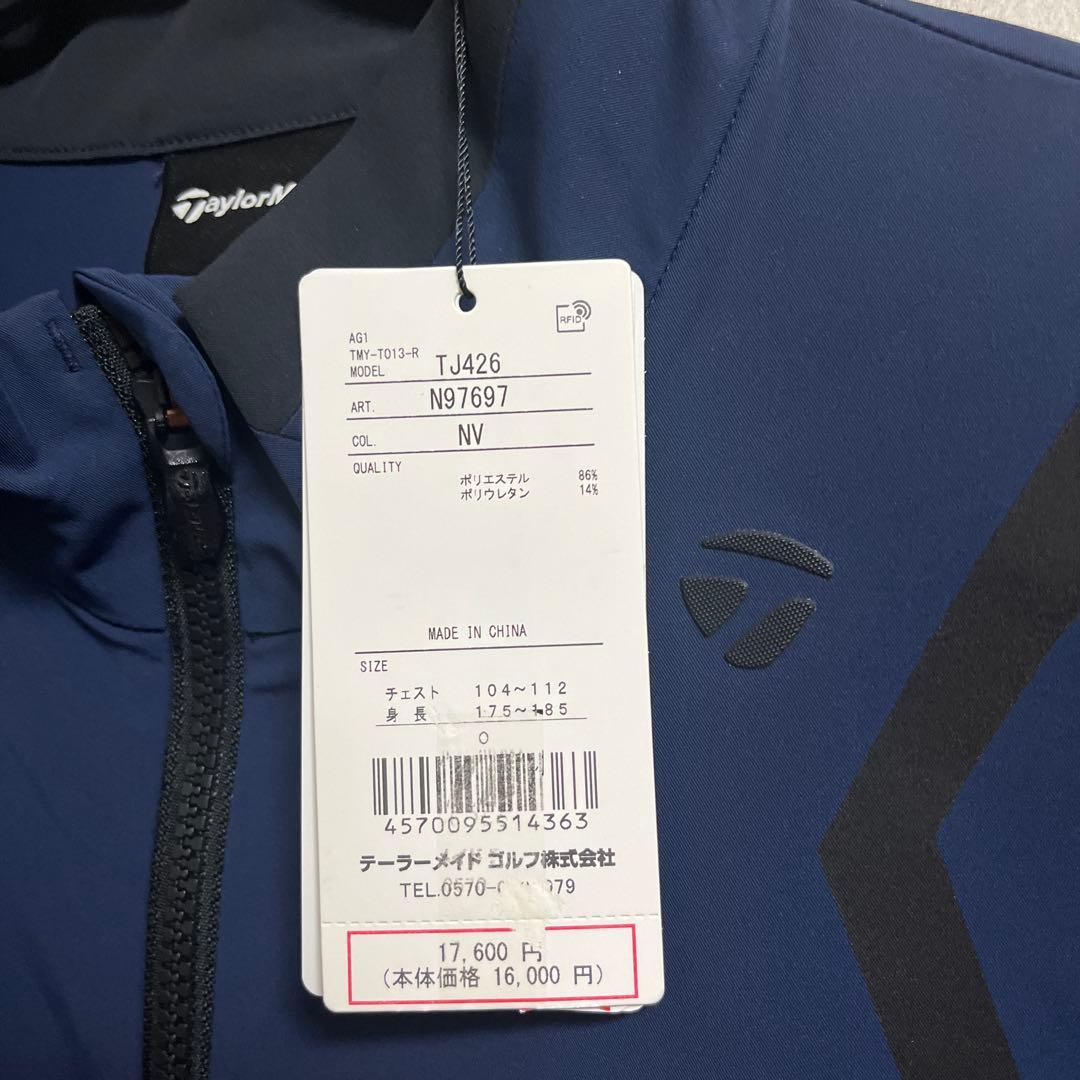 TaylorM
RFID
AG1
TMY-T013-R
MODEL TJ426
ART. N97697
COL. NV
QUALITY
ポリエステル 86%
ポリウレタン 14%
MADE IN CHINA
SIZE
チェスト 104~112
身長 175~185
O
4570095514363
テーラーメイド ゴルフ株式会社
TEL.0570-
17,600 円
(本体価格 16,000 円)